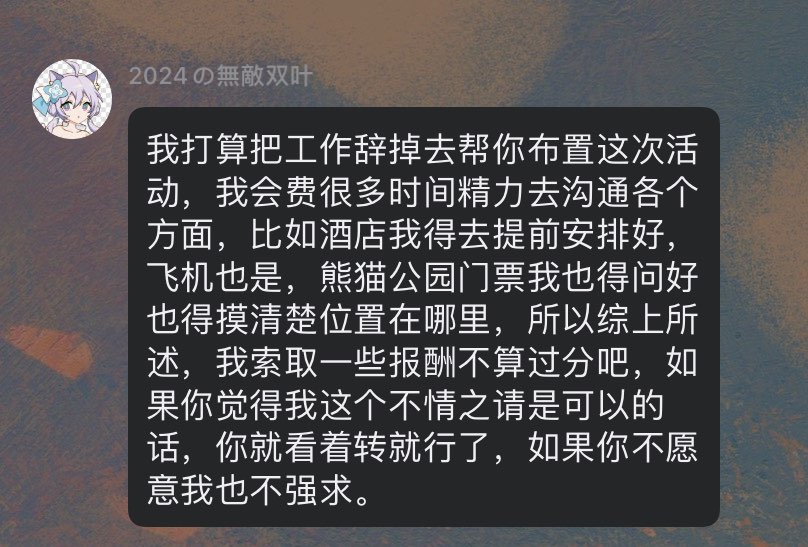 2024の無敵双叶
我打算把工作辞掉去帮你布置这次活
动，我会费很多时间精力去沟通各个
方面，比如酒店我得去提前安排好，
飞机也是，熊猫公园门票我也得问好
也得摸清楚位置在哪里，所以综上所
述，我索取一些报酬不算过分吧，如
果你觉得我这个不情之请是可以的
话，你就看着转就行了，如果你不愿
意我也不强求。